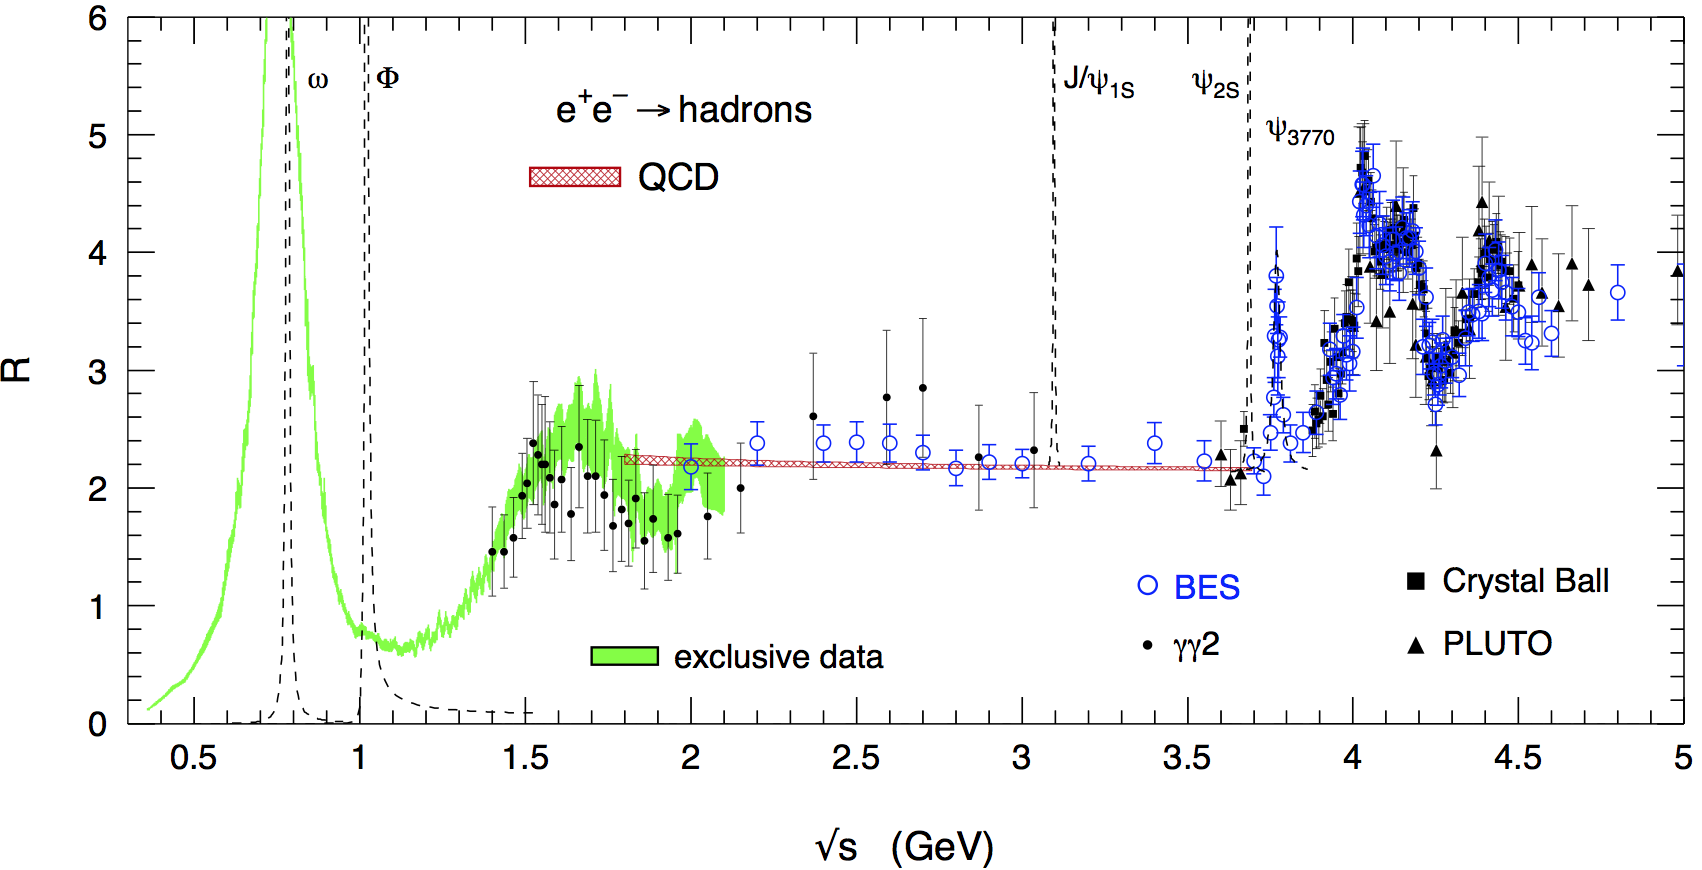 6
5
4
3
2
1
0
R
ω Φ
e⁺e⁻ → hadrons
QCD
J/ψ₁S
ψ₂S
ψ₃₇₇₀
BES
γγ2
Crystal Ball
PLUTO
exclusive data
0.5 1 1.5 2 2.5 3 3.5 4 4.5 5
√s (GeV)